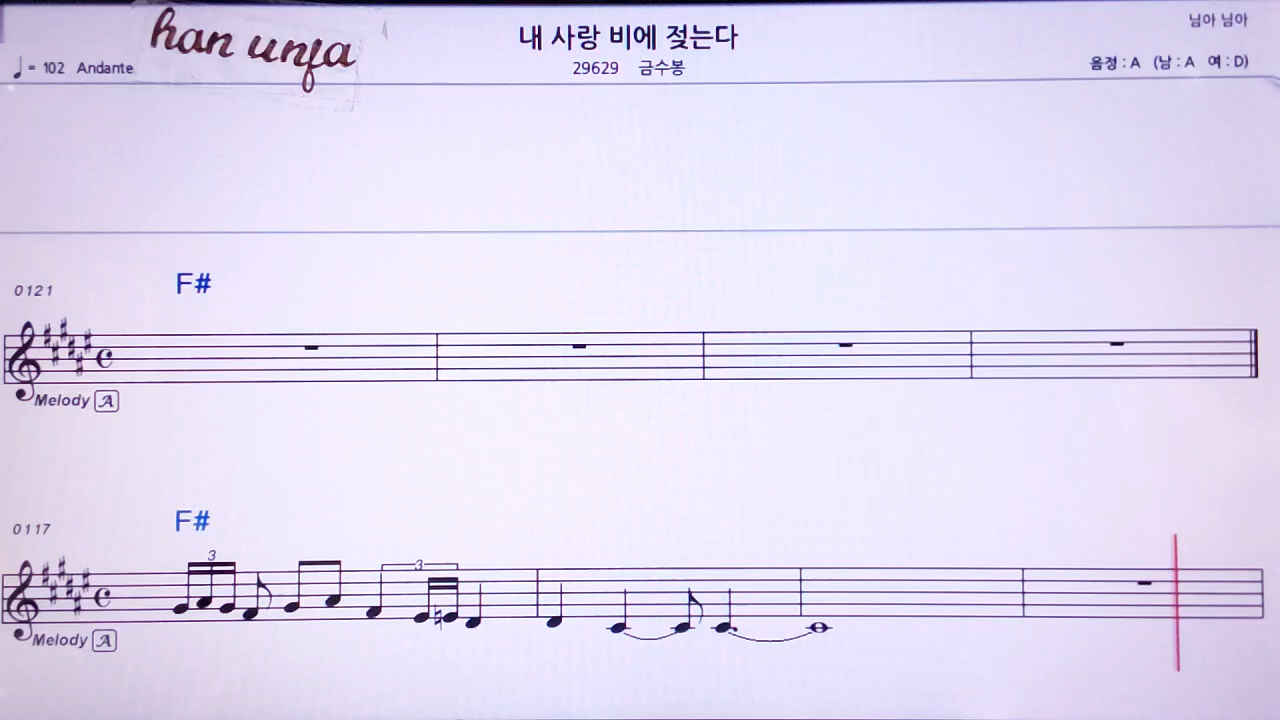 han unja
내 사랑 비에 젖는다
님아 님아
♩= 102 Andante
29629 금수봉
음정 : A (남 : A 여 : D)
F#
0121
Melody A
F#
0117
3
3
Melody A